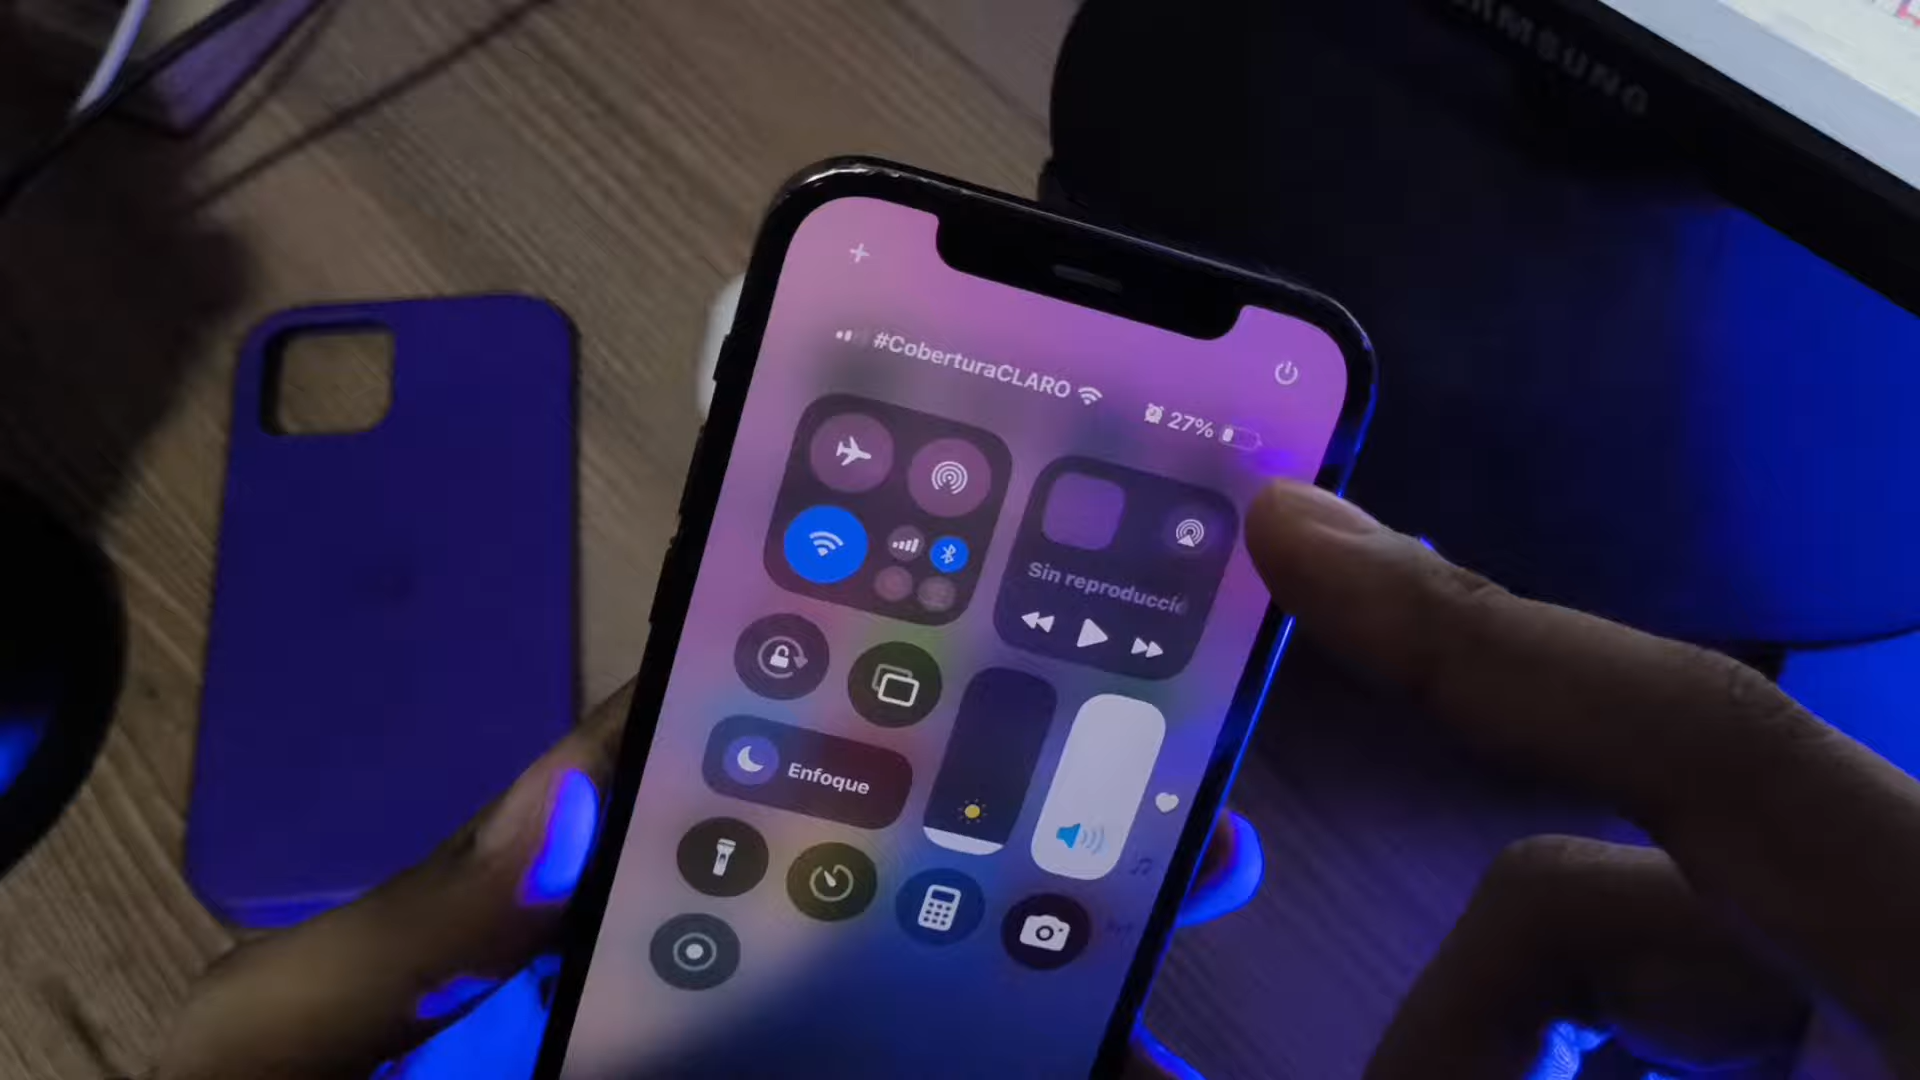 SAMSUNG
#CoberturaCLARO
27%
Sin reproducció
Enfoque